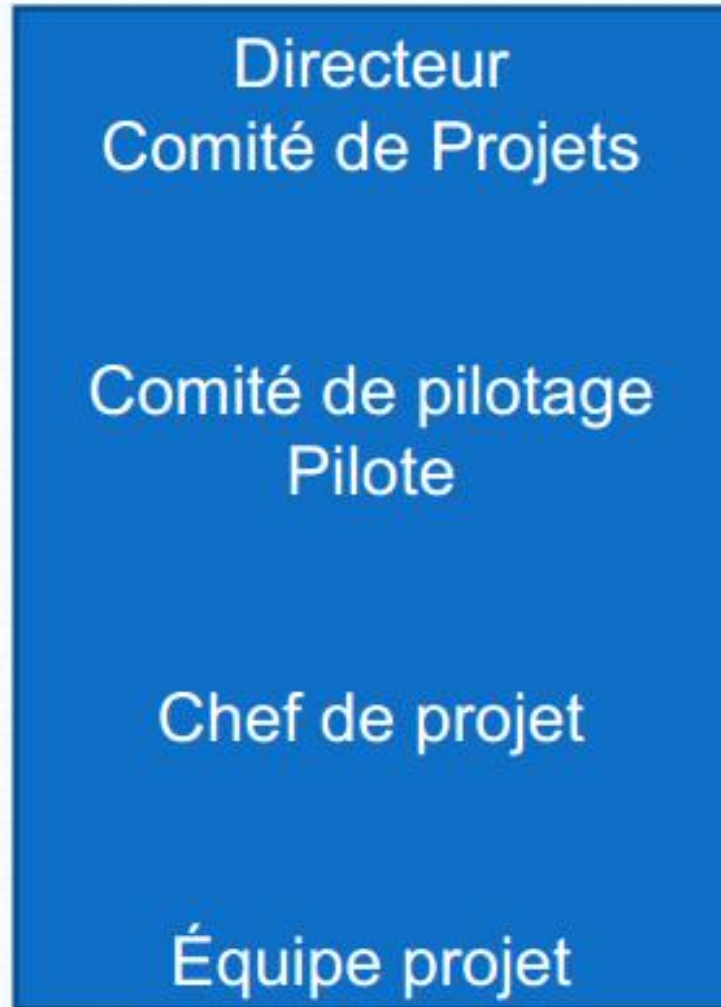 Directeur
Comité de Projets
Comité de pilotage
Pilote
Chef de projet
Équipe projet